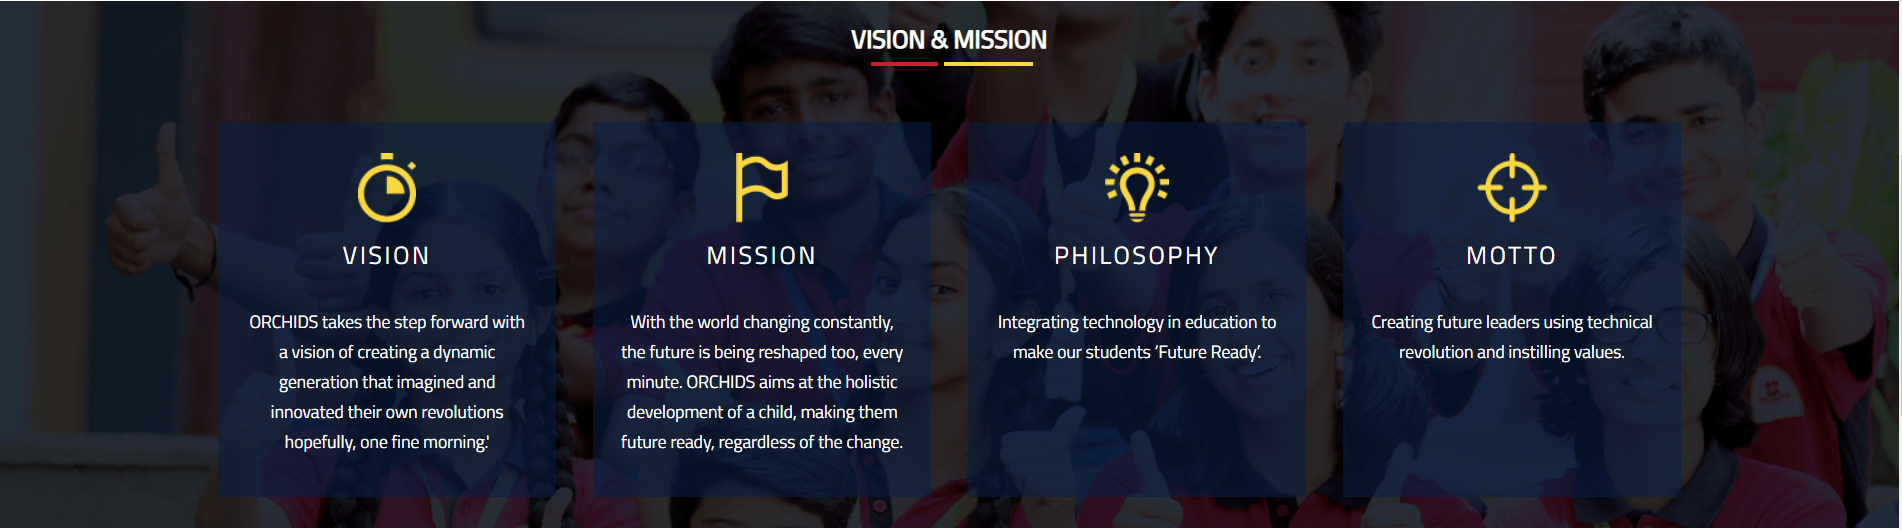 VISION & MISSION
VISION
ORCHIDS takes the step forward with
a vision of creating a dynamic
generation that imagined and
innovated their own revolutions
hopefully, one fine morning.'
MISSION
With the world changing constantly,
the future is being reshaped too, every
minute. ORCHIDS aims at the holistic
development of a child, making them
future ready, regardless of the change.
PHILOSOPHY
Integrating technology in education to
make our students ‘Future Ready’.
MOTTO
Creating future leaders using technical
revolution and instilling values.